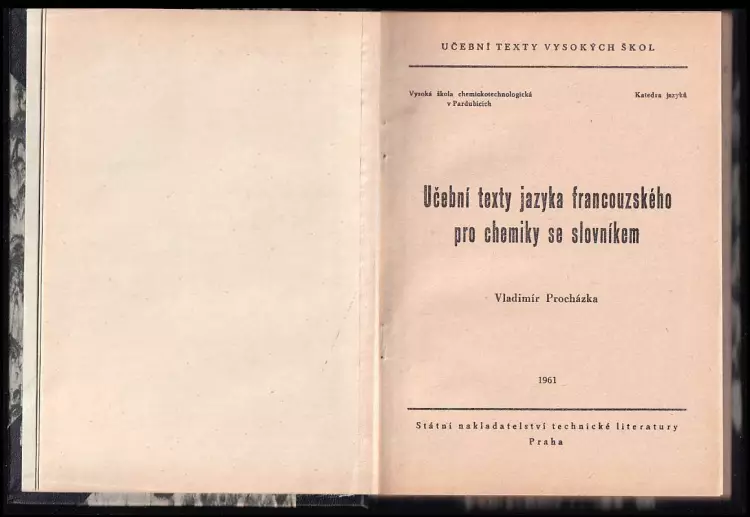 UČEBNÍ TEXTY VYSOKÝCH ŠKOL
Vysoká škola chemickotechnologická
v Pardubicích
Katedra jazyků
Učební texty jazyka francouzského
pro chemiky se slovníkem
Vladimír Procházka
1961
Státní nakladatelství technické literatury
Praha